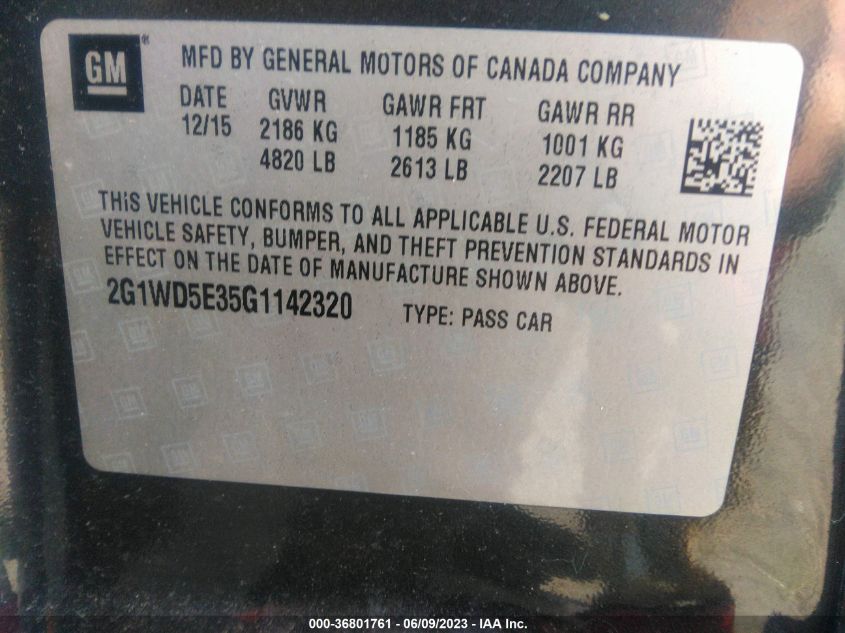 GM®
MFD BY GENERAL MOTORS OF CANADA COMPANY
DATE GVWR GAWR FRT GAWR RR
12/15 2186 KG 1185 KG 1001 KG
4820 LB 2613 LB 2207 LB
THIS VEHICLE CONFORMS TO ALL APPLICABLE U.S. FEDERAL MOTOR
VEHICLE SAFETY, BUMPER, AND THEFT PREVENTION STANDARDS IN
EFFECT ON THE DATE OF MANUFACTURE SHOWN ABOVE.
2G1WD5E35G1142320 TYPE: PASS CAR
000-36801761 - 06/09/2023 - IAA Inc.